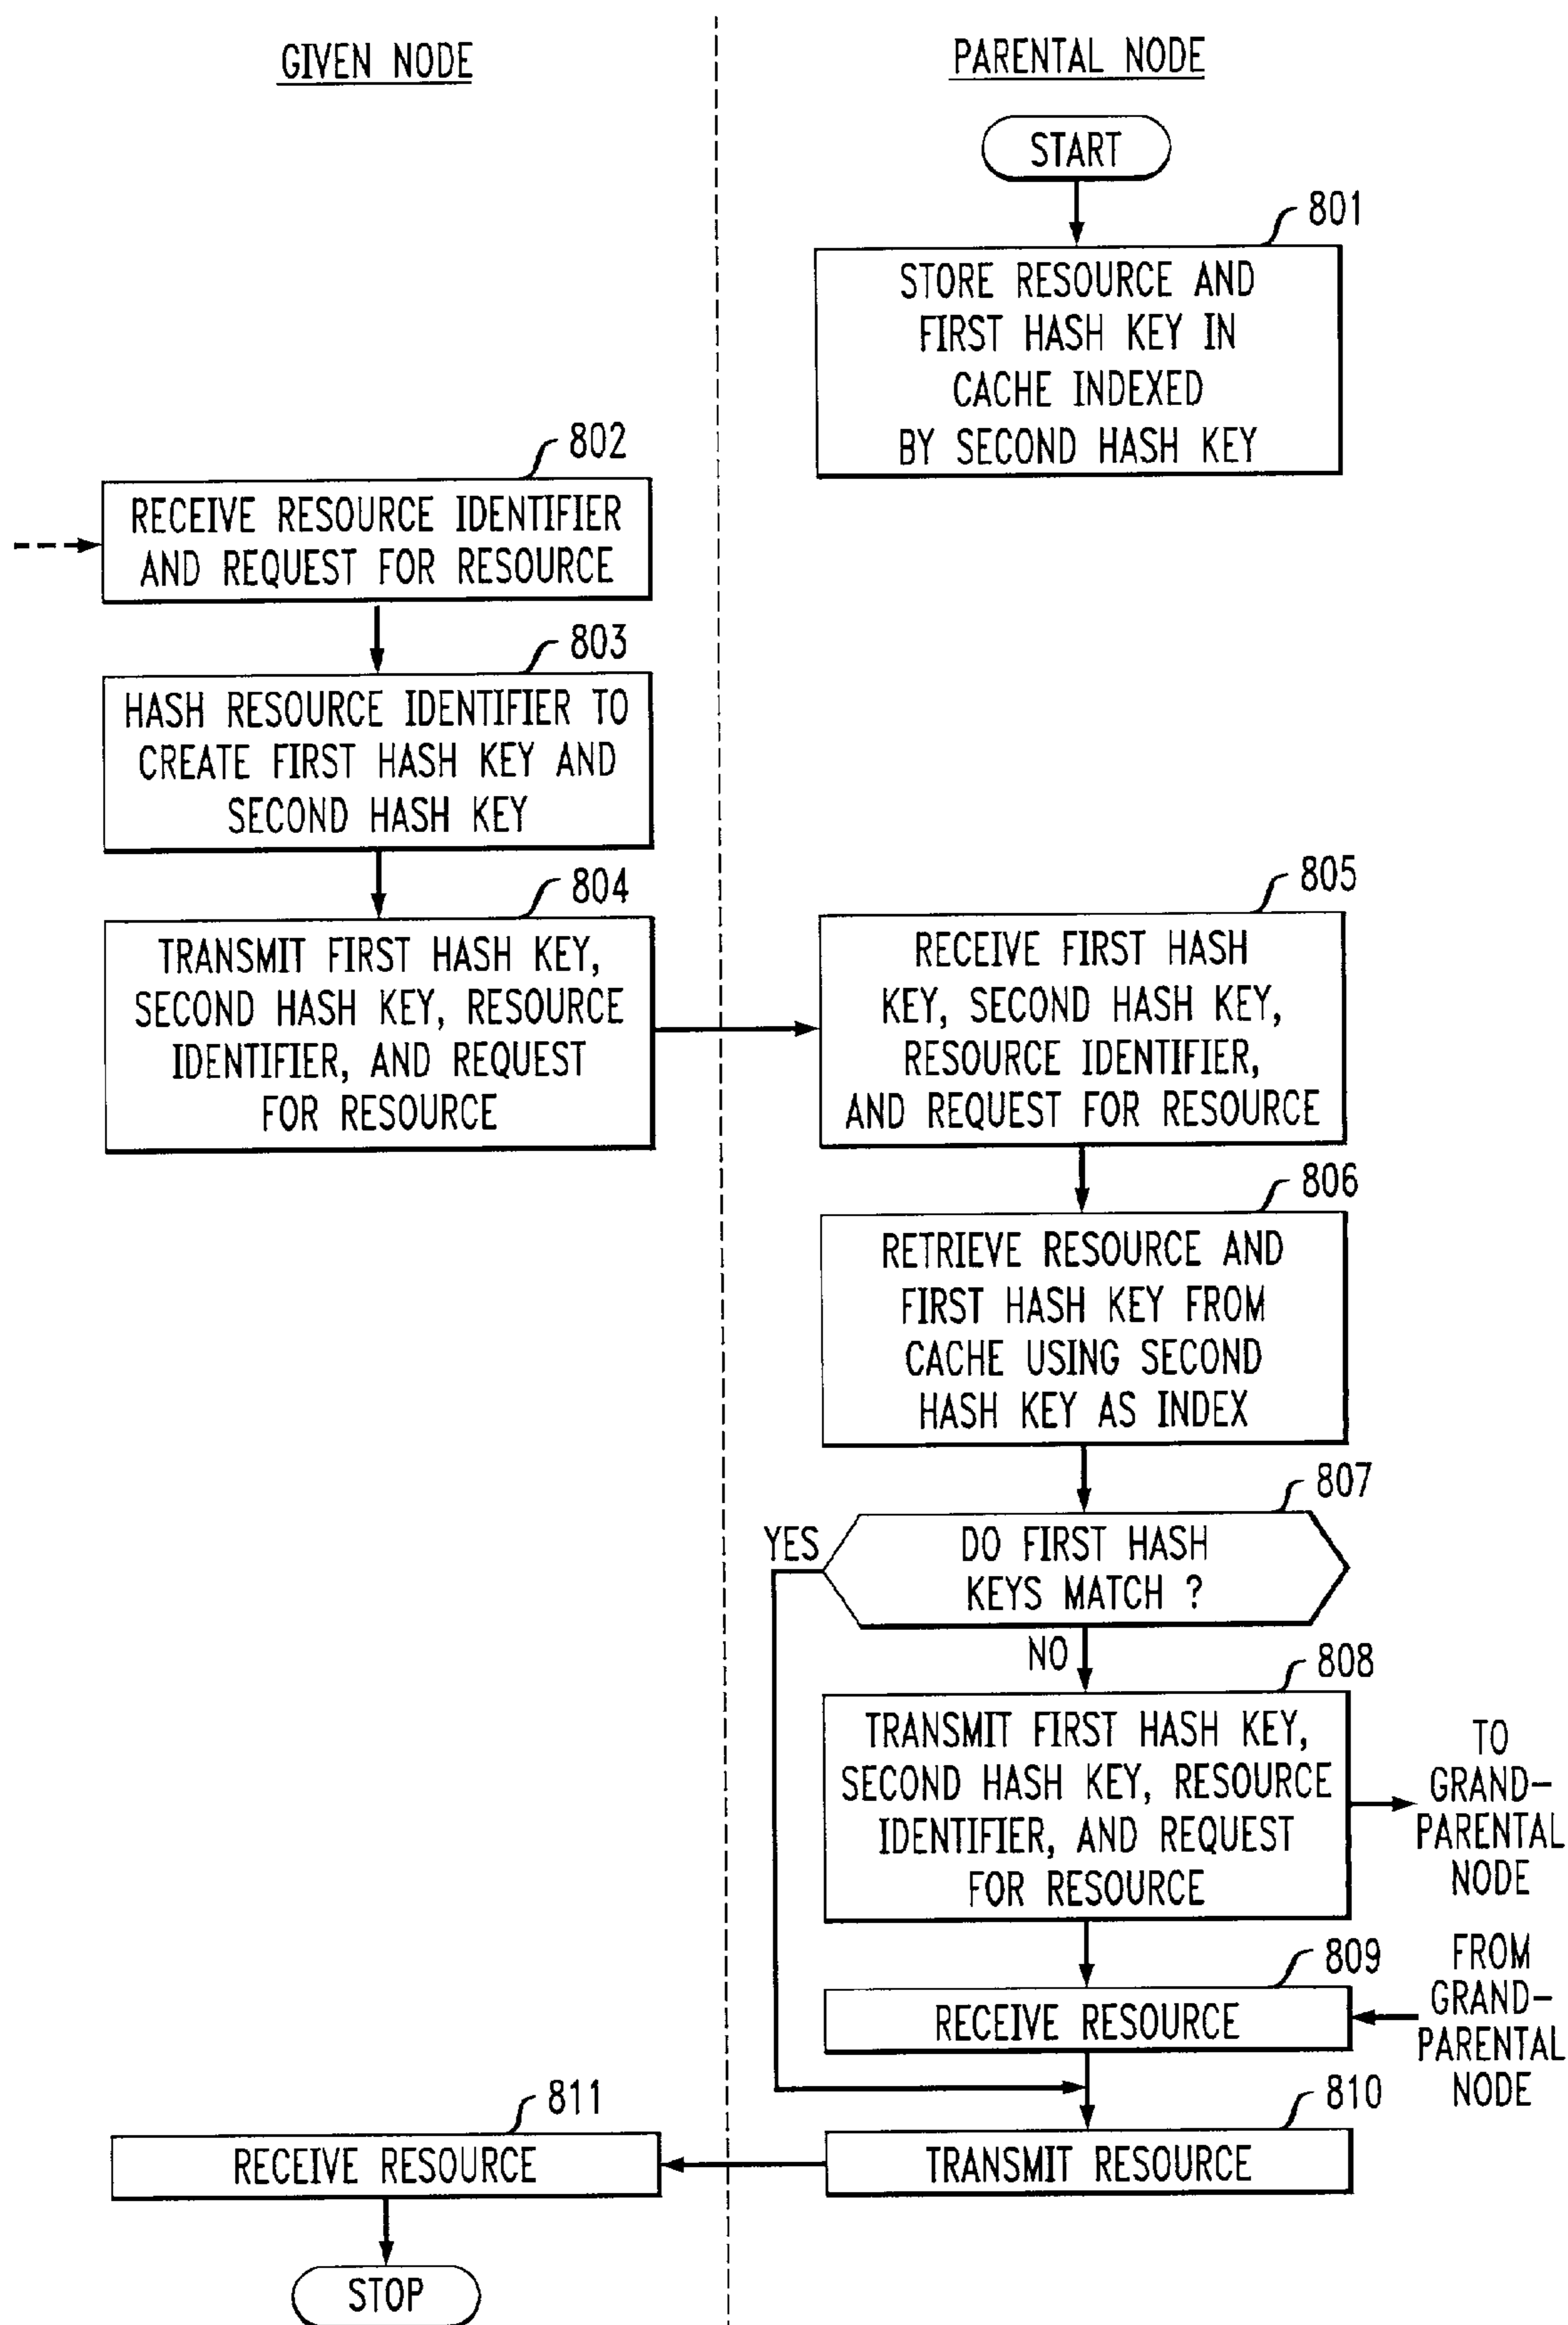 GIVEN NODE
PARENTAL NODE
START
801
STORE RESOURCE AND
FIRST HASH KEY IN
CACHE INDEXED
BY SECOND HASH KEY
802
RECEIVE RESOURCE IDENTIFIER
AND REQUEST FOR RESOURCE
803
HASH RESOURCE IDENTIFIER TO
CREATE FIRST HASH KEY AND
SECOND HASH KEY
804
TRANSMIT FIRST HASH KEY,
SECOND HASH KEY, RESOURCE
IDENTIFIER, AND REQUEST
FOR RESOURCE
805
RECEIVE FIRST HASH
KEY, SECOND HASH KEY,
RESOURCE IDENTIFIER,
AND REQUEST FOR RESOURCE
806
RETRIEVE RESOURCE AND
FIRST HASH KEY FROM
CACHE USING SECOND
HASH KEY AS INDEX
807
YES
DO FIRST HASH
KEYS MATCH ?
NO
808
TRANSMIT FIRST HASH KEY,
SECOND HASH KEY, RESOURCE
IDENTIFIER, AND REQUEST
FOR RESOURCE
TO
GRAND-
PARENTAL
NODE
809
RECEIVE RESOURCE
FROM
GRAND-
PARENTAL
NODE
810
TRANSMIT RESOURCE
811
RECEIVE RESOURCE
STOP